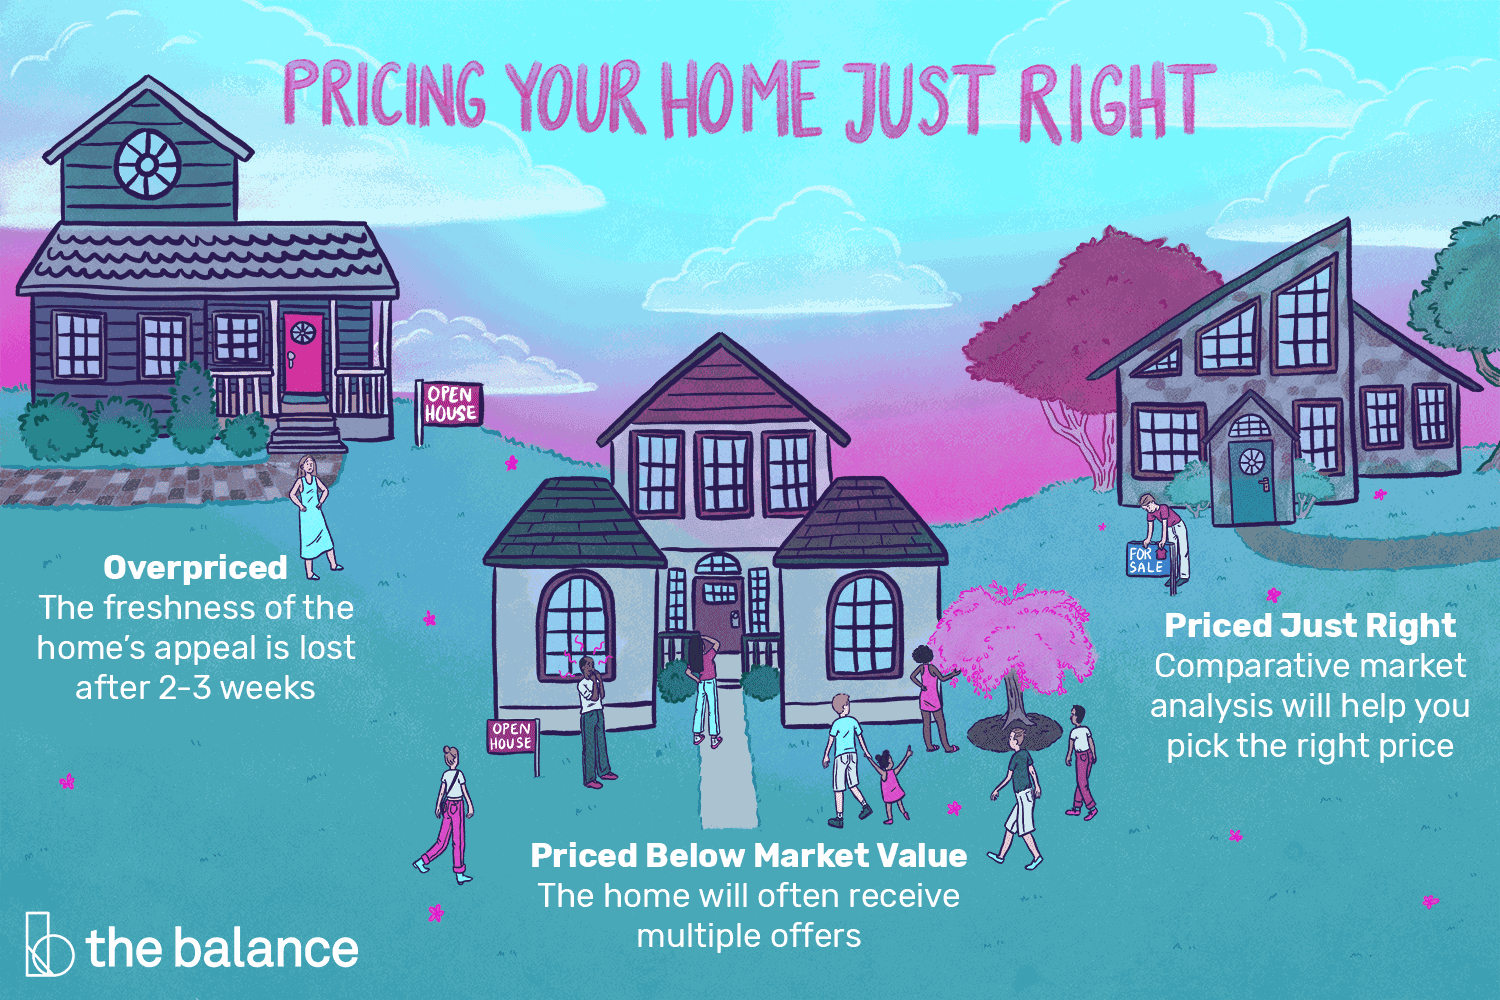 PRICING YOUR HOME JUST RIGHT
OPEN
HOUSE
Overpriced
The freshness of the
home's appeal is lost
after 2-3 weeks
OPEN
HOUSE
Priced Below Market Value
The home will often receive
multiple offers
FOR
SALE
Priced Just Right
Comparative market
analysis will help you
pick the right price
the balance